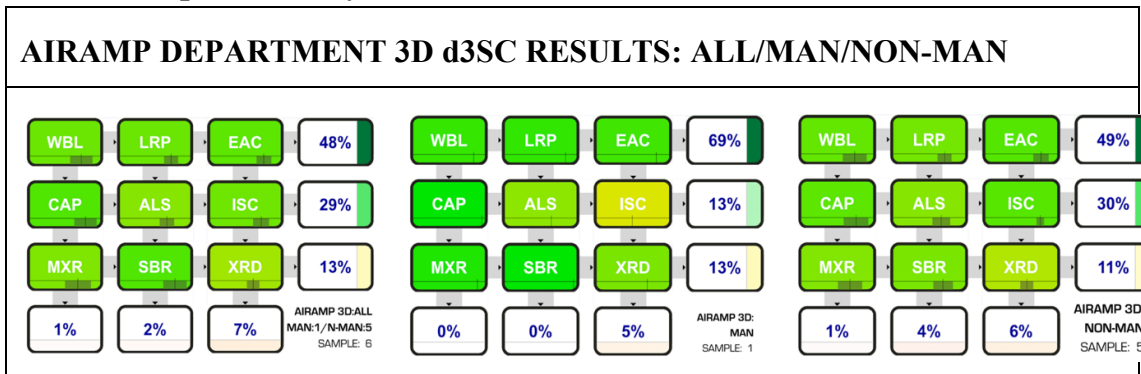 AIRAMP DEPARTMENT 3D d3SC RESULTS: ALL/MAN/NON-MAN
WBL LRP EAC 48%
CAP ALS ISC 29%
MXR SBR XRD 13%
1% 2% 7%
AIRAMP 3D:ALL
MAN:1/N-MAN:5
SAMPLE: 6
WBL LRP EAC 69%
CAP ALS ISC 13%
MXR SBR XRD 13%
0% 0% 5%
AIRAMP 3D:
MAN
SAMPLE: 1
WBL LRP EAC 49%
CAP ALS ISC 30%
MXR SBR XRD 11%
1% 4% 6%
AIRAMP 3D
NON-MAN
SAMPLE: 5